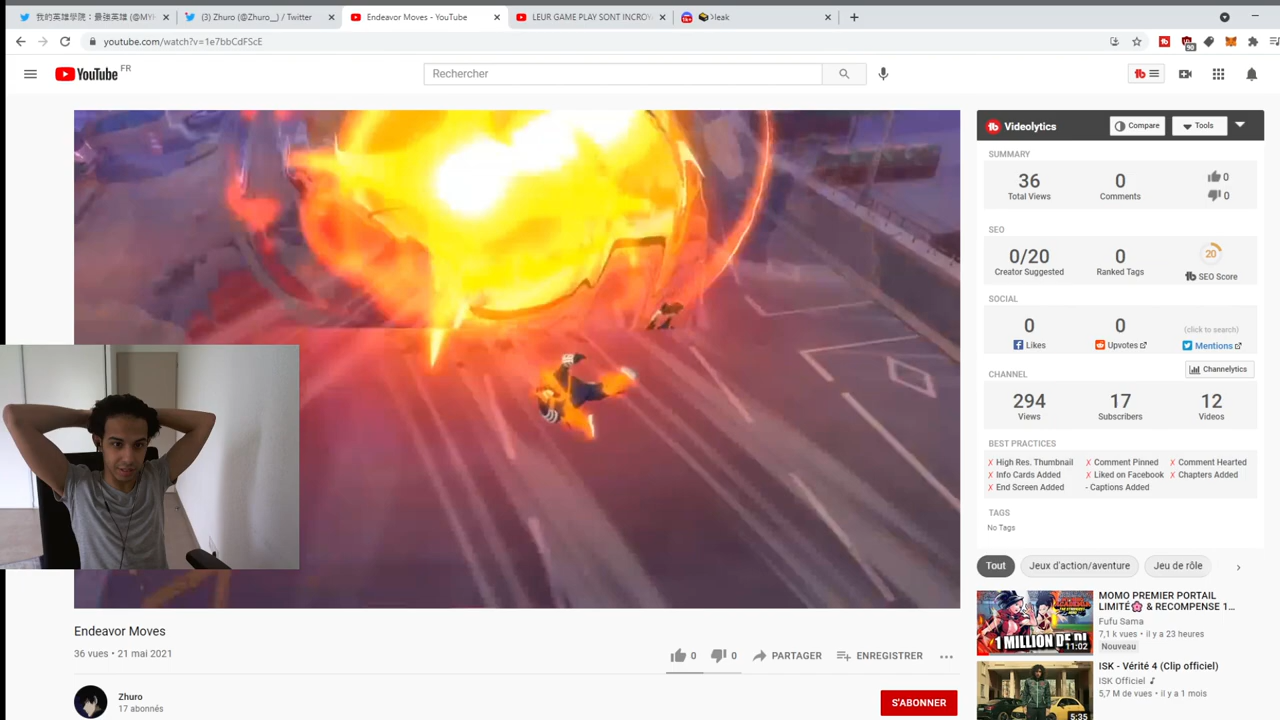 我的英雄學院：最強英雄 (@MYH
(3) Zhuro (@Zhuro__) / Twitter
Endeavor Moves - YouTube
LEUR GAME PLAY SONT INCROY
leak
youtube.com/watch?v=1e7bbCdFScE
90
YouTube FR
Rechercher
Videolytics
Compare
Tools
SUMMARY
36
Total Views
0
Comments
0
0
SEO
0/20
Creator Suggested
0
Ranked Tags
20
SEO Score
SOCIAL
0
Likes
0
Upvotes
(click to search)
Mentions
CHANNEL
Channelytics
294
Views
17
Subscribers
12
Videos
BEST PRACTICES
X High Res. Thumbnail
X Comment Pinned
X Comment Hearted
X Info Cards Added
X Liked on Facebook
X Chapters Added
X End Screen Added
- Captions Added
TAGS
No Tags
Tout
Jeux d'action/aventure
Jeu de rôle
Endeavor Moves
36 vues • 21 mai 2021
0
0
PARTAGER
ENREGISTRER
Zhuro
17 abonnés
S'ABONNER
1 MILLION DE DL
11:02
MOMO PREMIER PORTAIL
LIMITÉ🌸 & RECOMPENSE 1...
Fufu Sama
7,1 k vues • il y a 23 heures
Nouveau
5:35
ISK - Vérité 4 (Clip officiel)
ISK Officiel
5,7 M de vues • il y a 1 mois